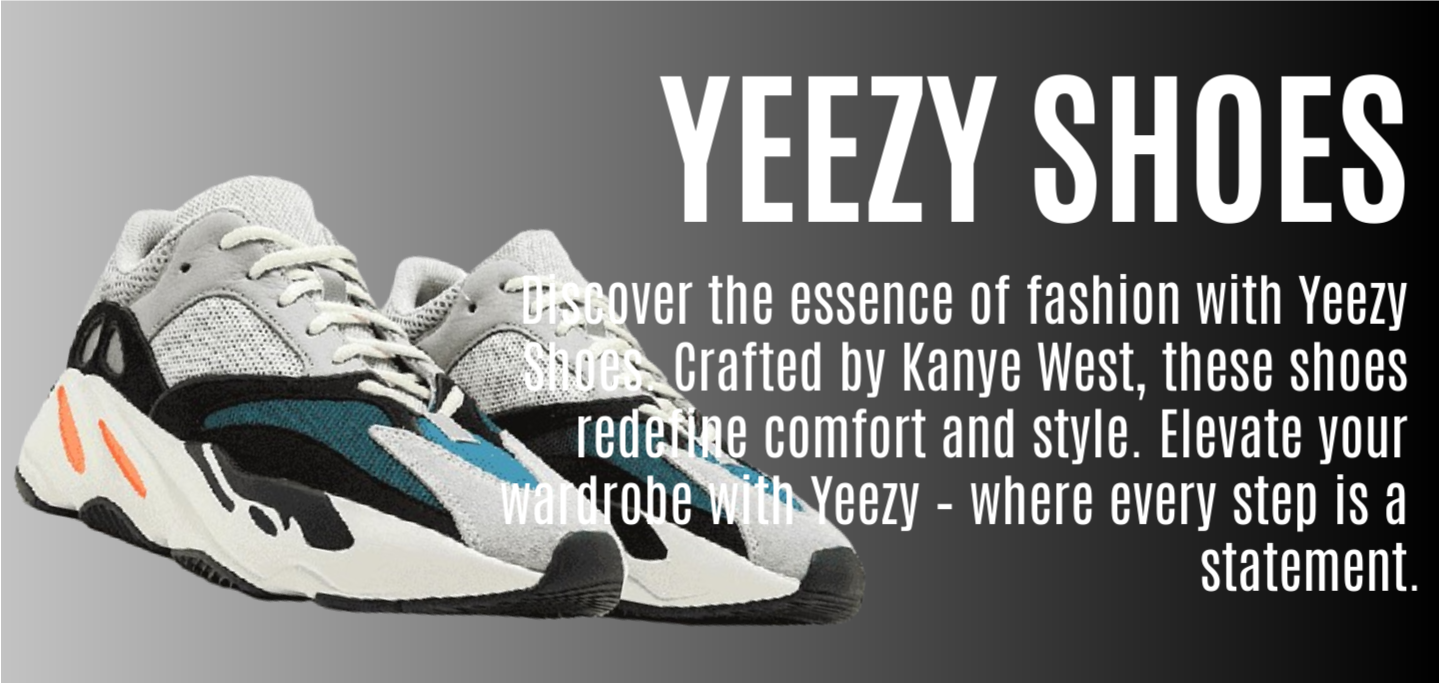 YEEZY SHOES
Discover the essence of fashion with Yeezy
Shoes. Crafted by Kanye West, these shoes
redefine comfort and style. Elevate your
wardrobe with Yeezy - where every step is a
statement.